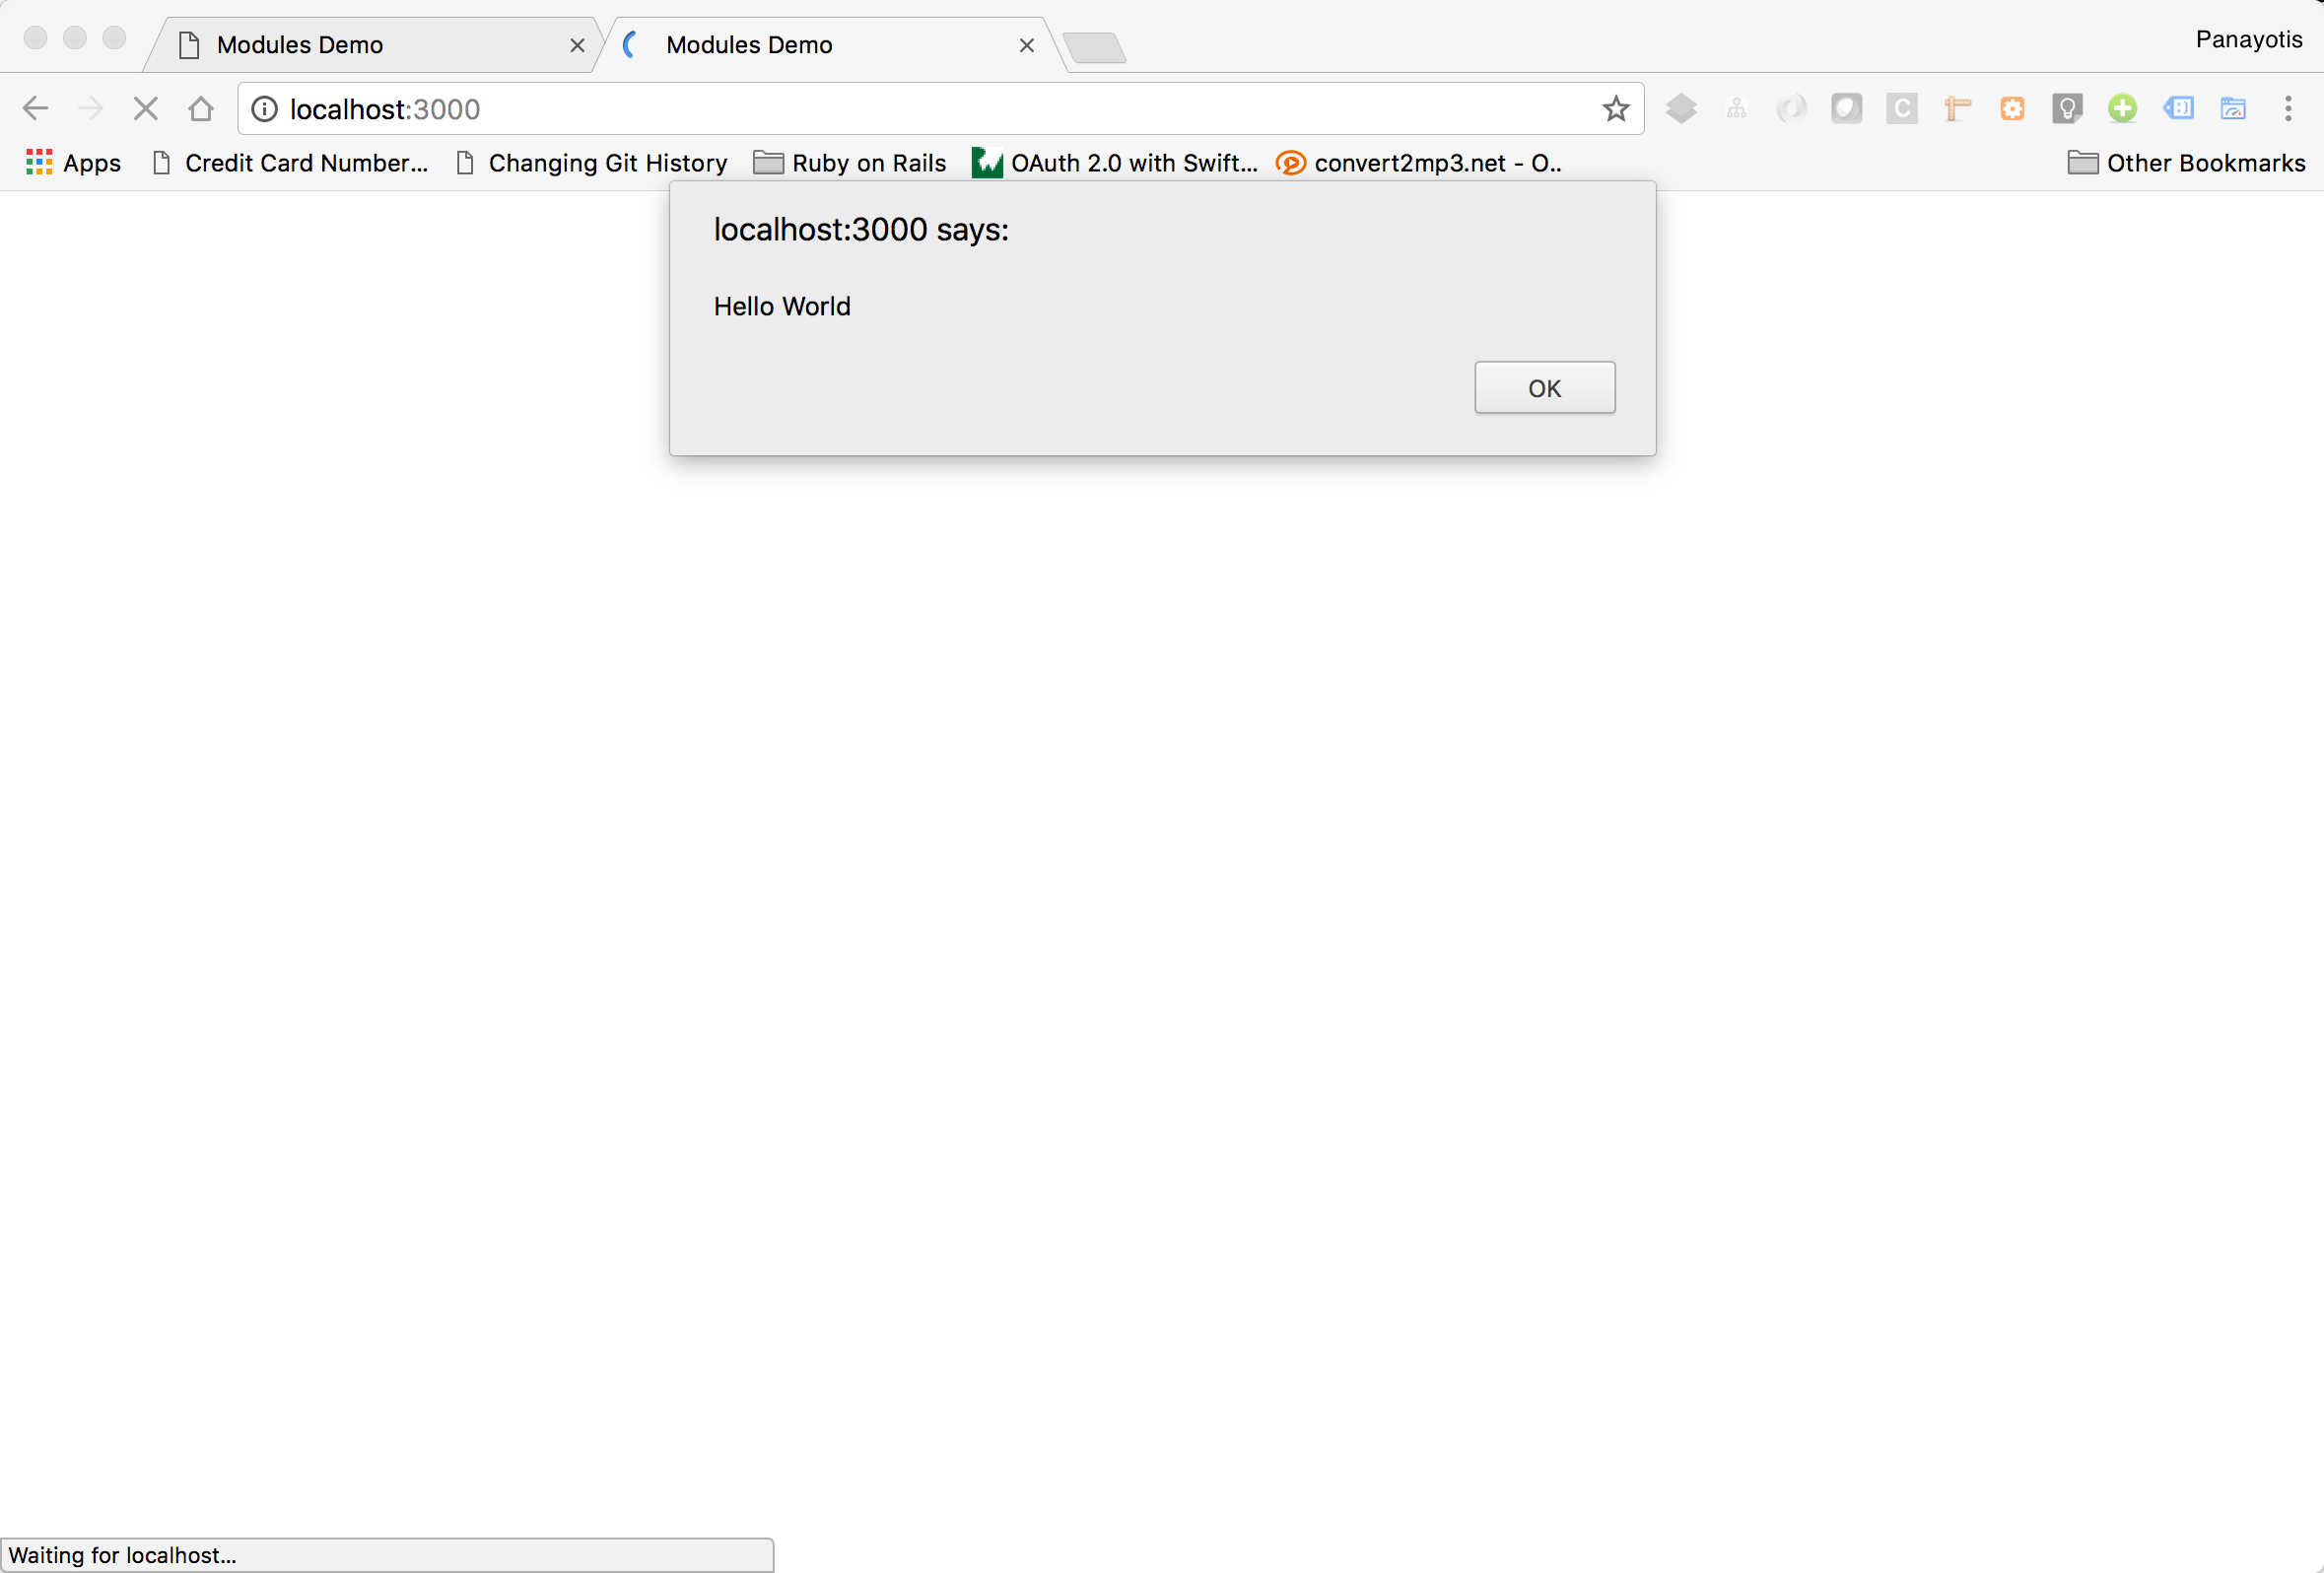 Modules Demo
Modules Demo
Panayotis
localhost:3000
Apps
Credit Card Number...
Changing Git History
Ruby on Rails
OAuth 2.0 with Swift...
convert2mp3.net - O..
Other Bookmarks
localhost:3000 says:
Hello World
OK
Waiting for localhost...